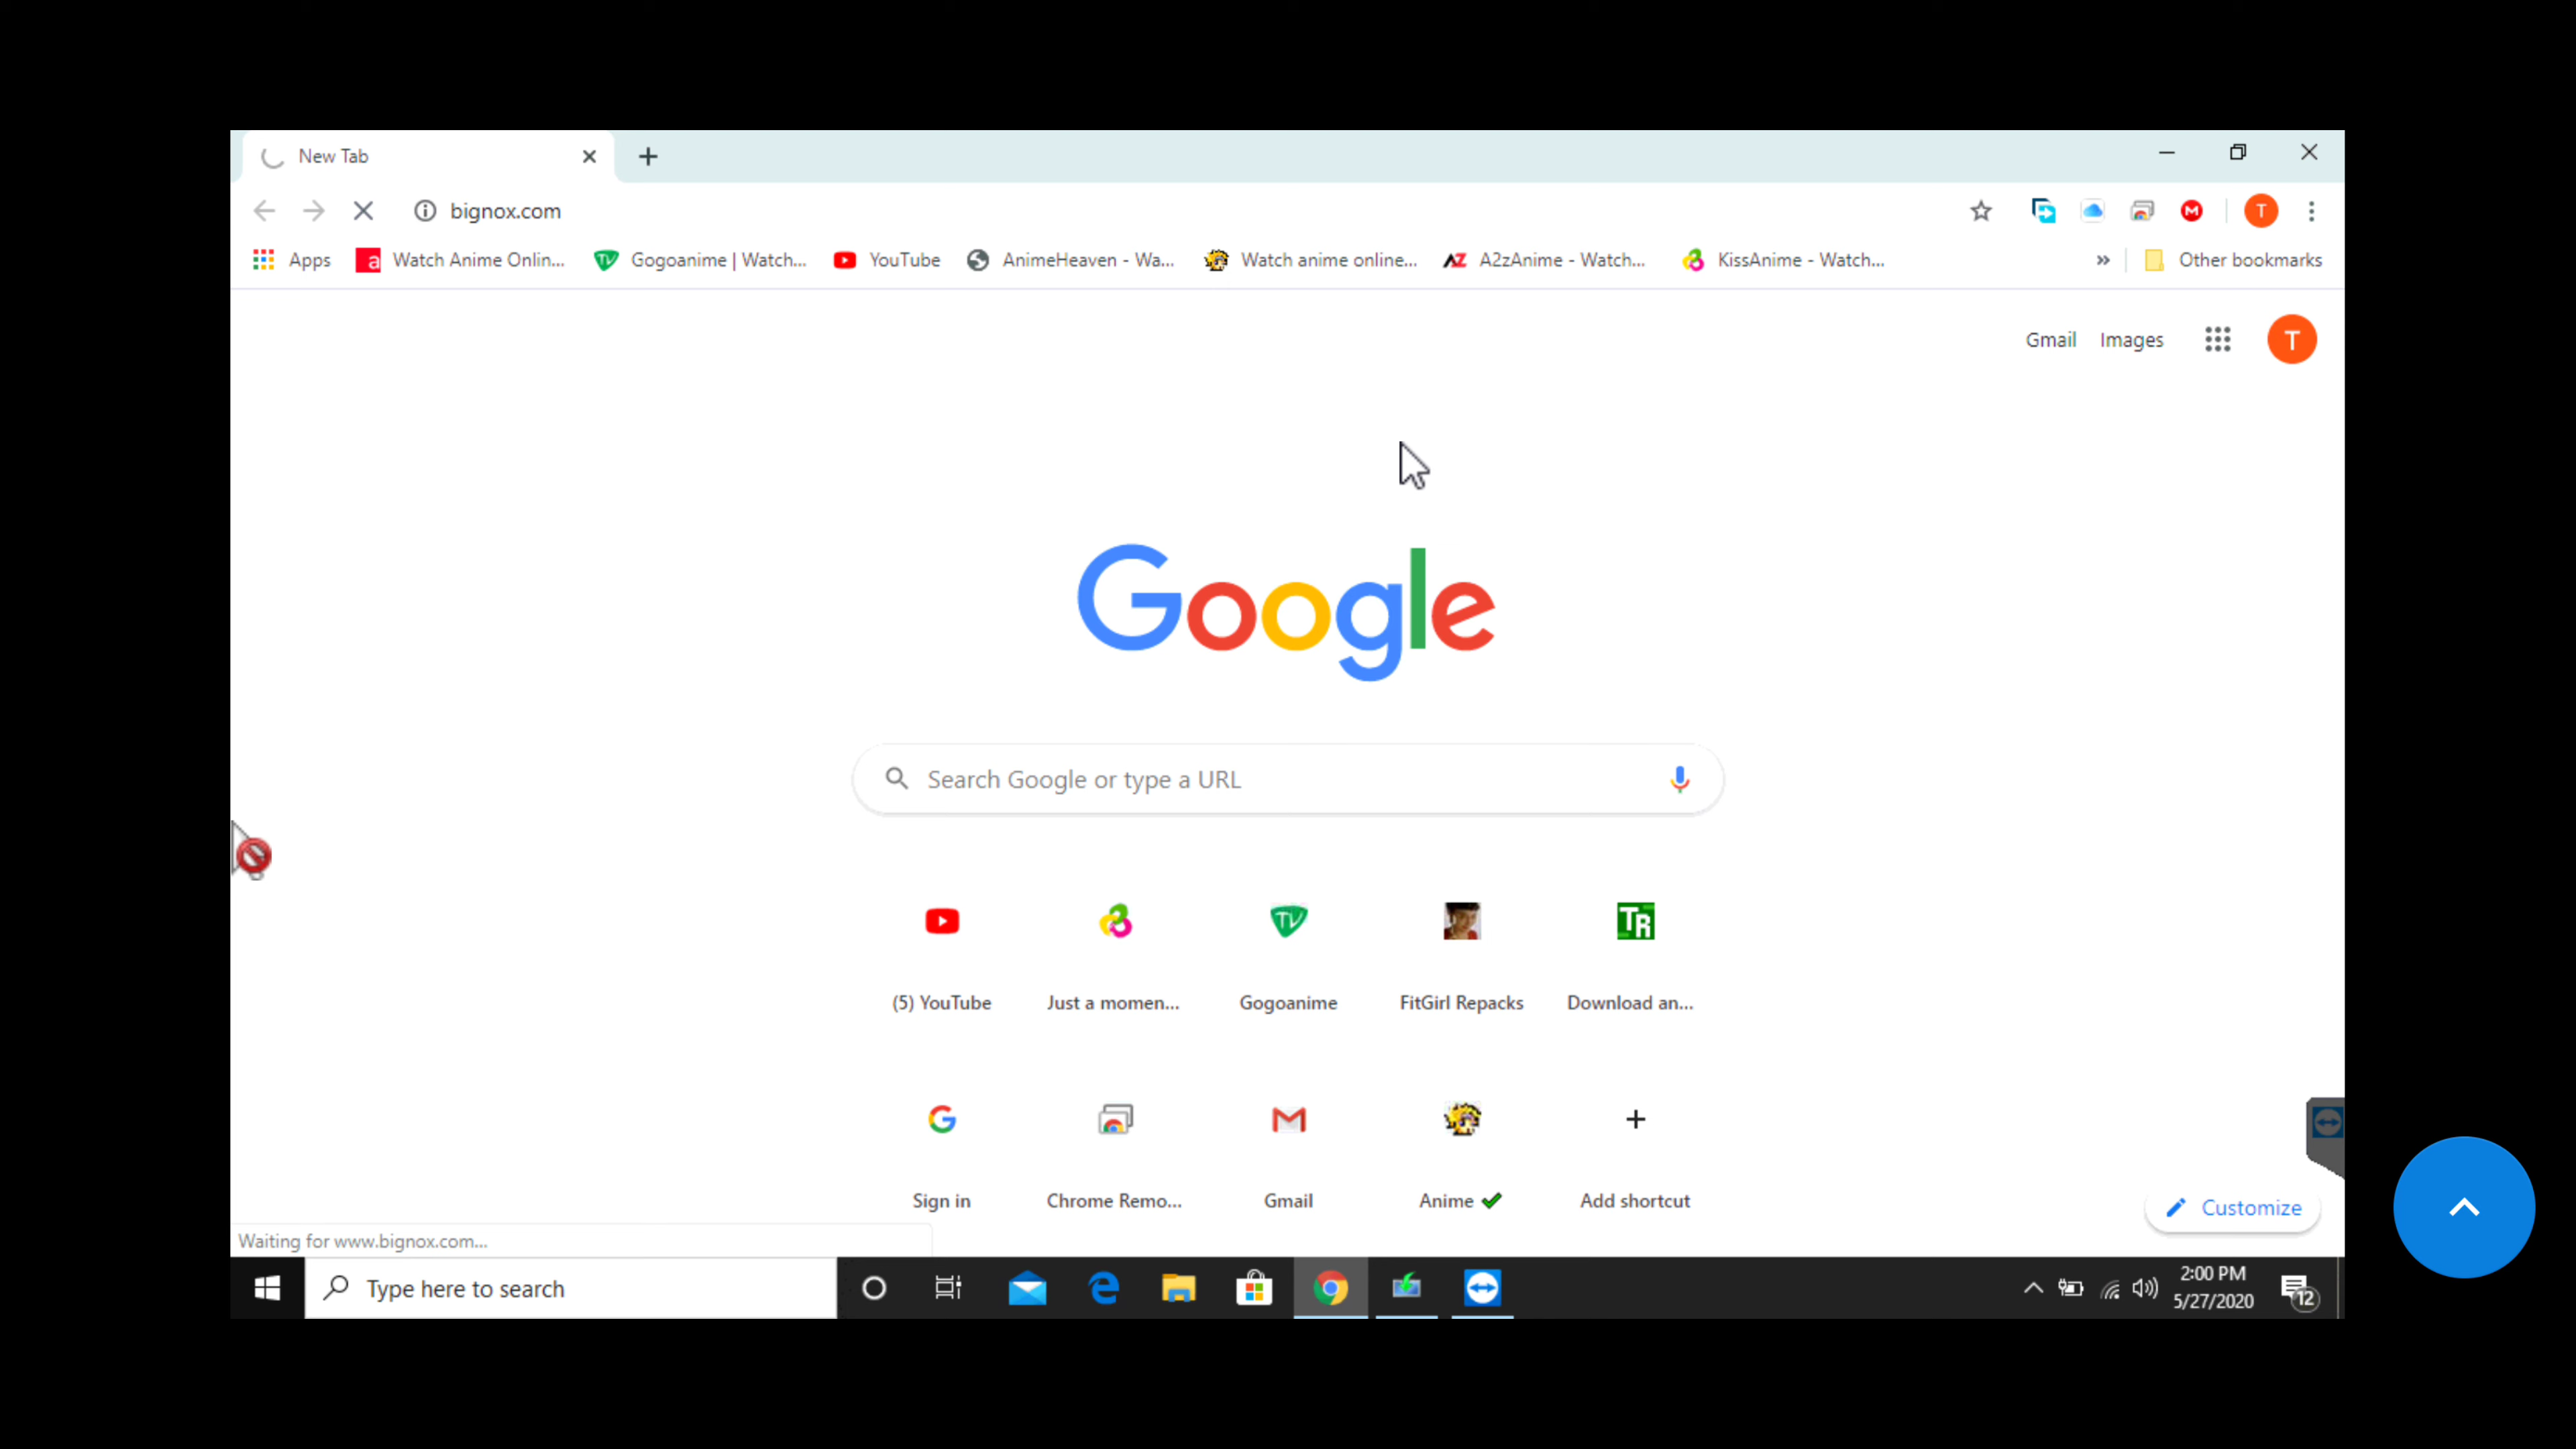 New Tab
bignox.com
T
Apps
Watch Anime Onlin...
Gogoanime | Watch...
YouTube
AnimeHeaven - Wa...
Watch anime online...
A2zAnime - Watch...
KissAnime - Watch...
Other bookmarks
Gmail
Images
T
Google
Search Google or type a URL
TV
TR
(5) YouTube
Just a momen...
Gogoanime
FitGirl Repacks
Download an...
Sign in
Chrome Remo...
Gmail
Anime
Add shortcut
Customize
Waiting for www.bignox.com...
Type here to search
2:00 PM
5/27/2020
12